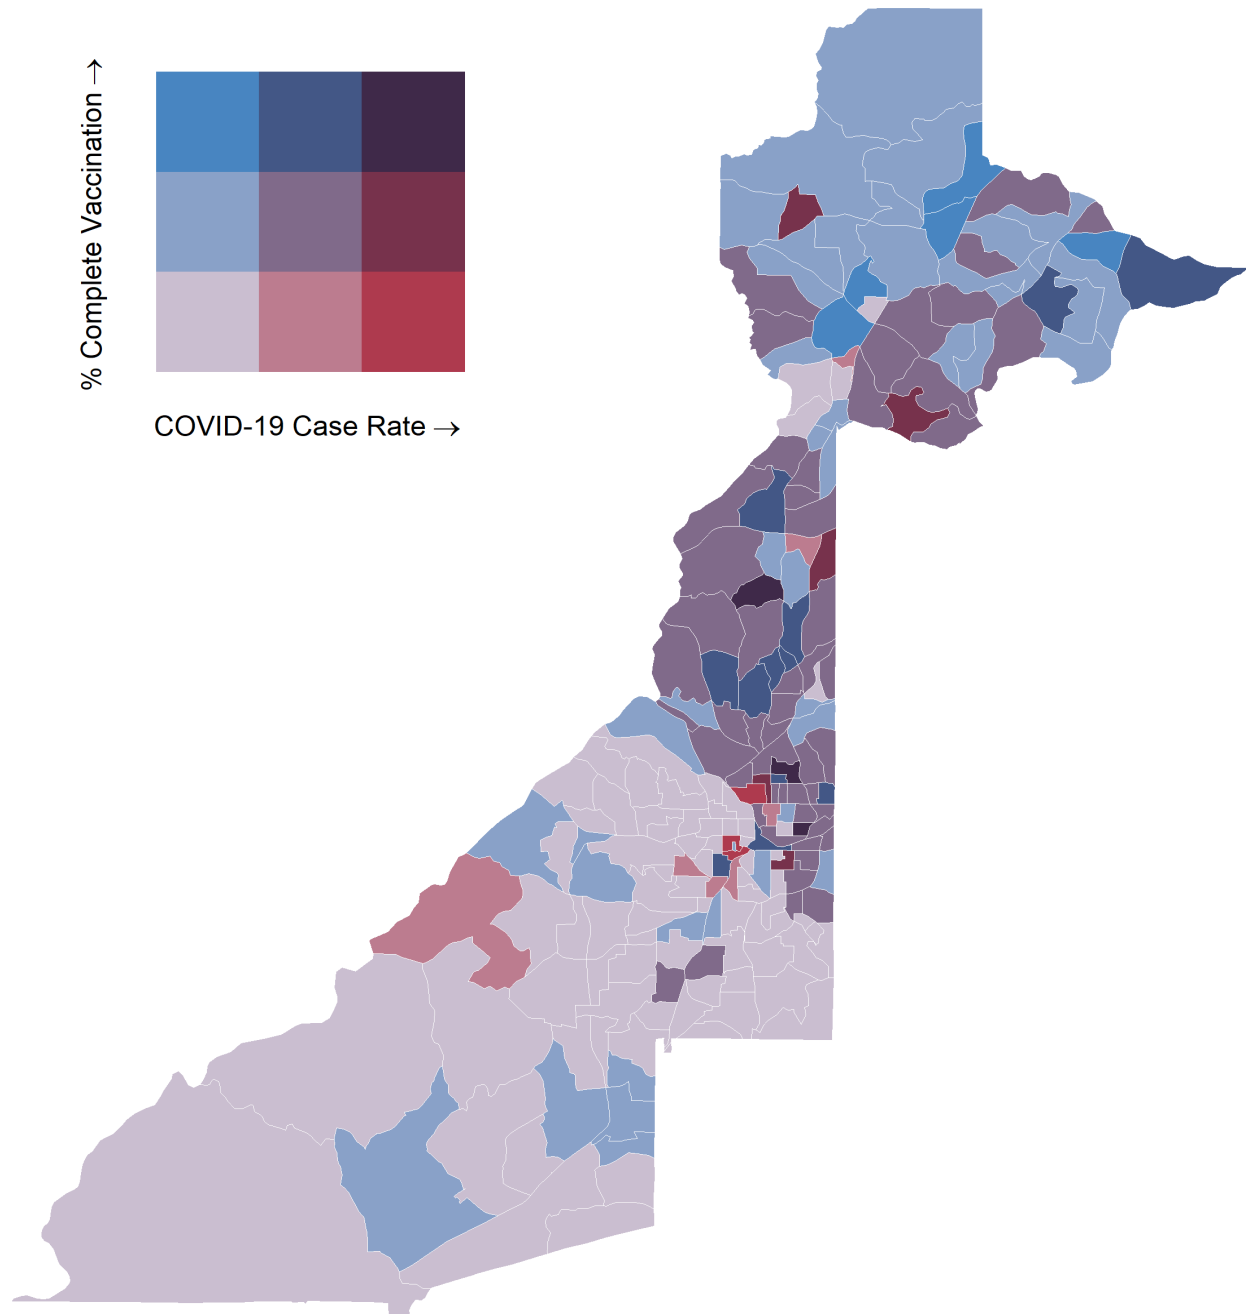 % Complete Vaccination →
COVID-19 Case Rate →